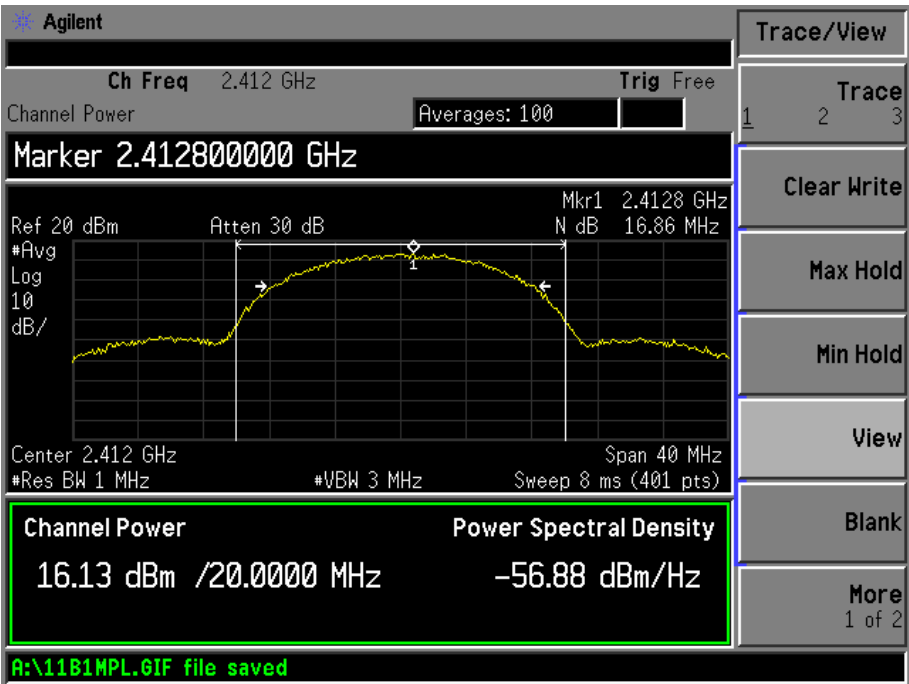 Agilent
Trace/View
Ch Freq 2.412 GHz Trig Free
Channel Power Averages: 100
Trace
1 2 3
Marker 2.412800000 GHz
Clear Write
Mkr1 2.4128 GHz
Ref 20 dBm Atten 30 dB N dB 16.86 MHz
#Avg
Log
10
dB/
1
Max Hold
Min Hold
View
Center 2.412 GHz Span 40 MHz
#Res BW 1 MHz #VBW 3 MHz Sweep 8 ms (401 pts)
Channel Power Power Spectral Density
16.13 dBm /20.0000 MHz -56.88 dBm/Hz
Blank
More
1 of 2
A:\11B1MPL.GIF file saved